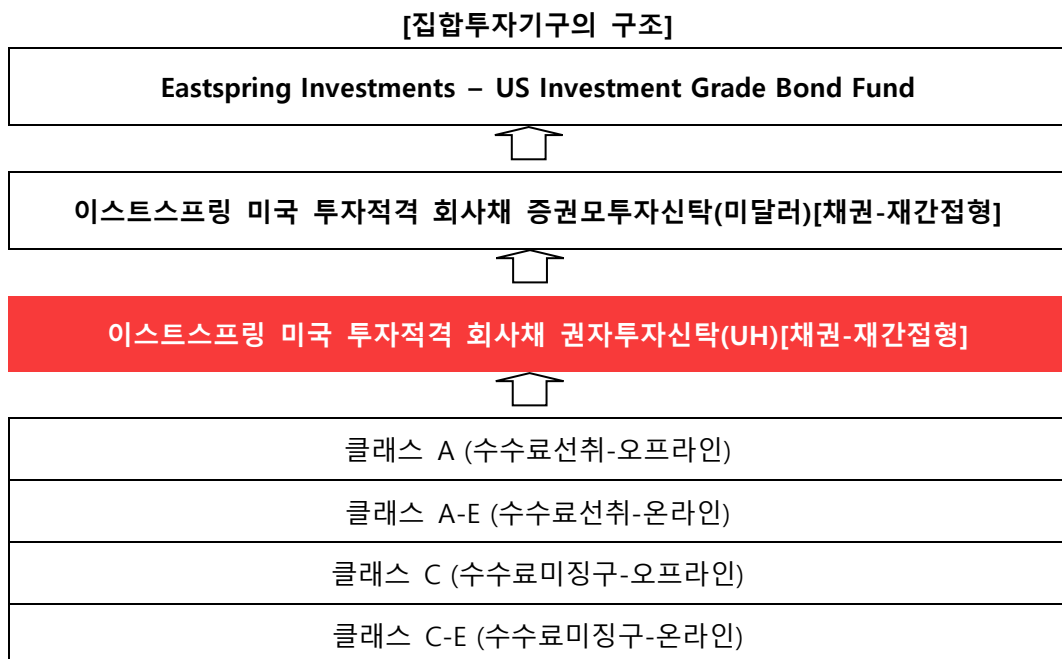 [집합투자기구의 구조]
Eastspring Investments – US Investment Grade Bond Fund
이스트스프링 미국 투자적격 회사채 증권모투자신탁(미달러)[채권-재간접형]
이스트스프링 미국 투자적격 회사채 권자투자신탁(UH)[채권-재간접형]
클래스 A (수수료선취-오프라인)
클래스 A-E (수수료선취-온라인)
클래스 C (수수료미징구-오프라인)
클래스 C-E (수수료미징구-온라인)